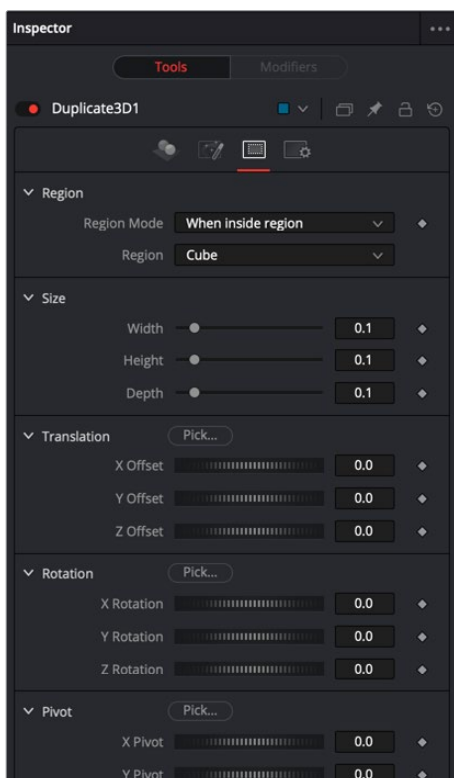 Inspector
Tools Modifiers
Duplicate3D1
Region
Region Mode When inside region
Region Cube
Size
Width 0.1
Height 0.1
Depth 0.1
Translation Pick...
X Offset 0.0
Y Offset 0.0
Z Offset 0.0
Rotation Pick...
X Rotation 0.0
Y Rotation 0.0
Z Rotation 0.0
Pivot Pick...
X Pivot 0.0
Y Pivot 0.0